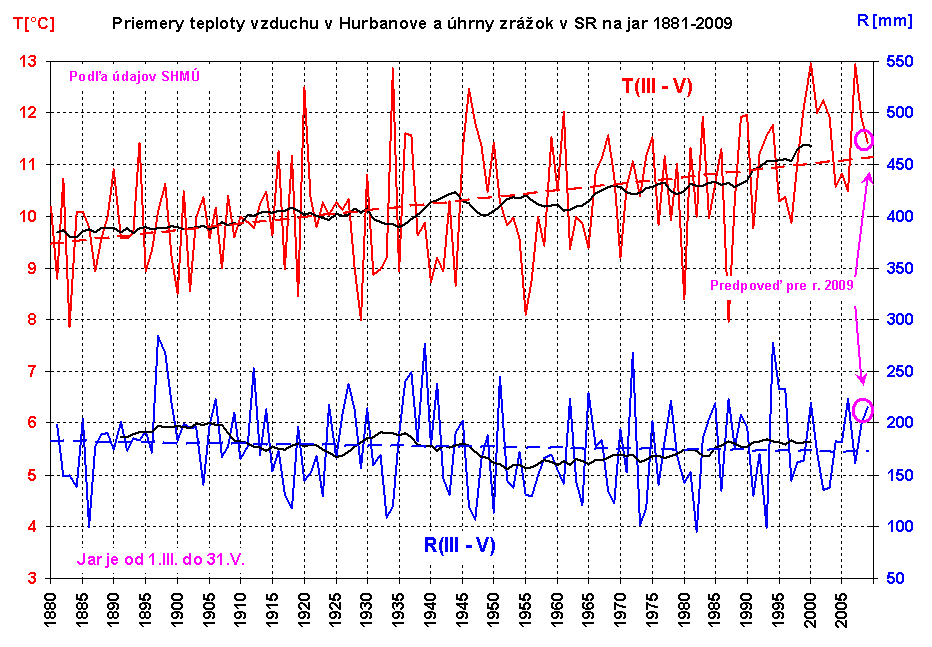 T[°C]
Priemery teploty vzduchu v Hurbanove a úhrny zrážok v SR na jar 1881-2009
R [mm]
13
550
Podľa údajov SHMÚ
T(III - V)
12
500
11
450
10
400
9
350
Predpoveď pre r. 2009
8
300
7
250
6
200
5
150
4
100
R(III - V)
Jar je od 1.III. do 31.V.
3
50
1880 1885 1890 1895 1900 1905 1910 1915 1920 1925 1930 1935 1940 1945 1950 1955 1960 1965 1970 1975 1980 1985 1990 1995 2000 2005